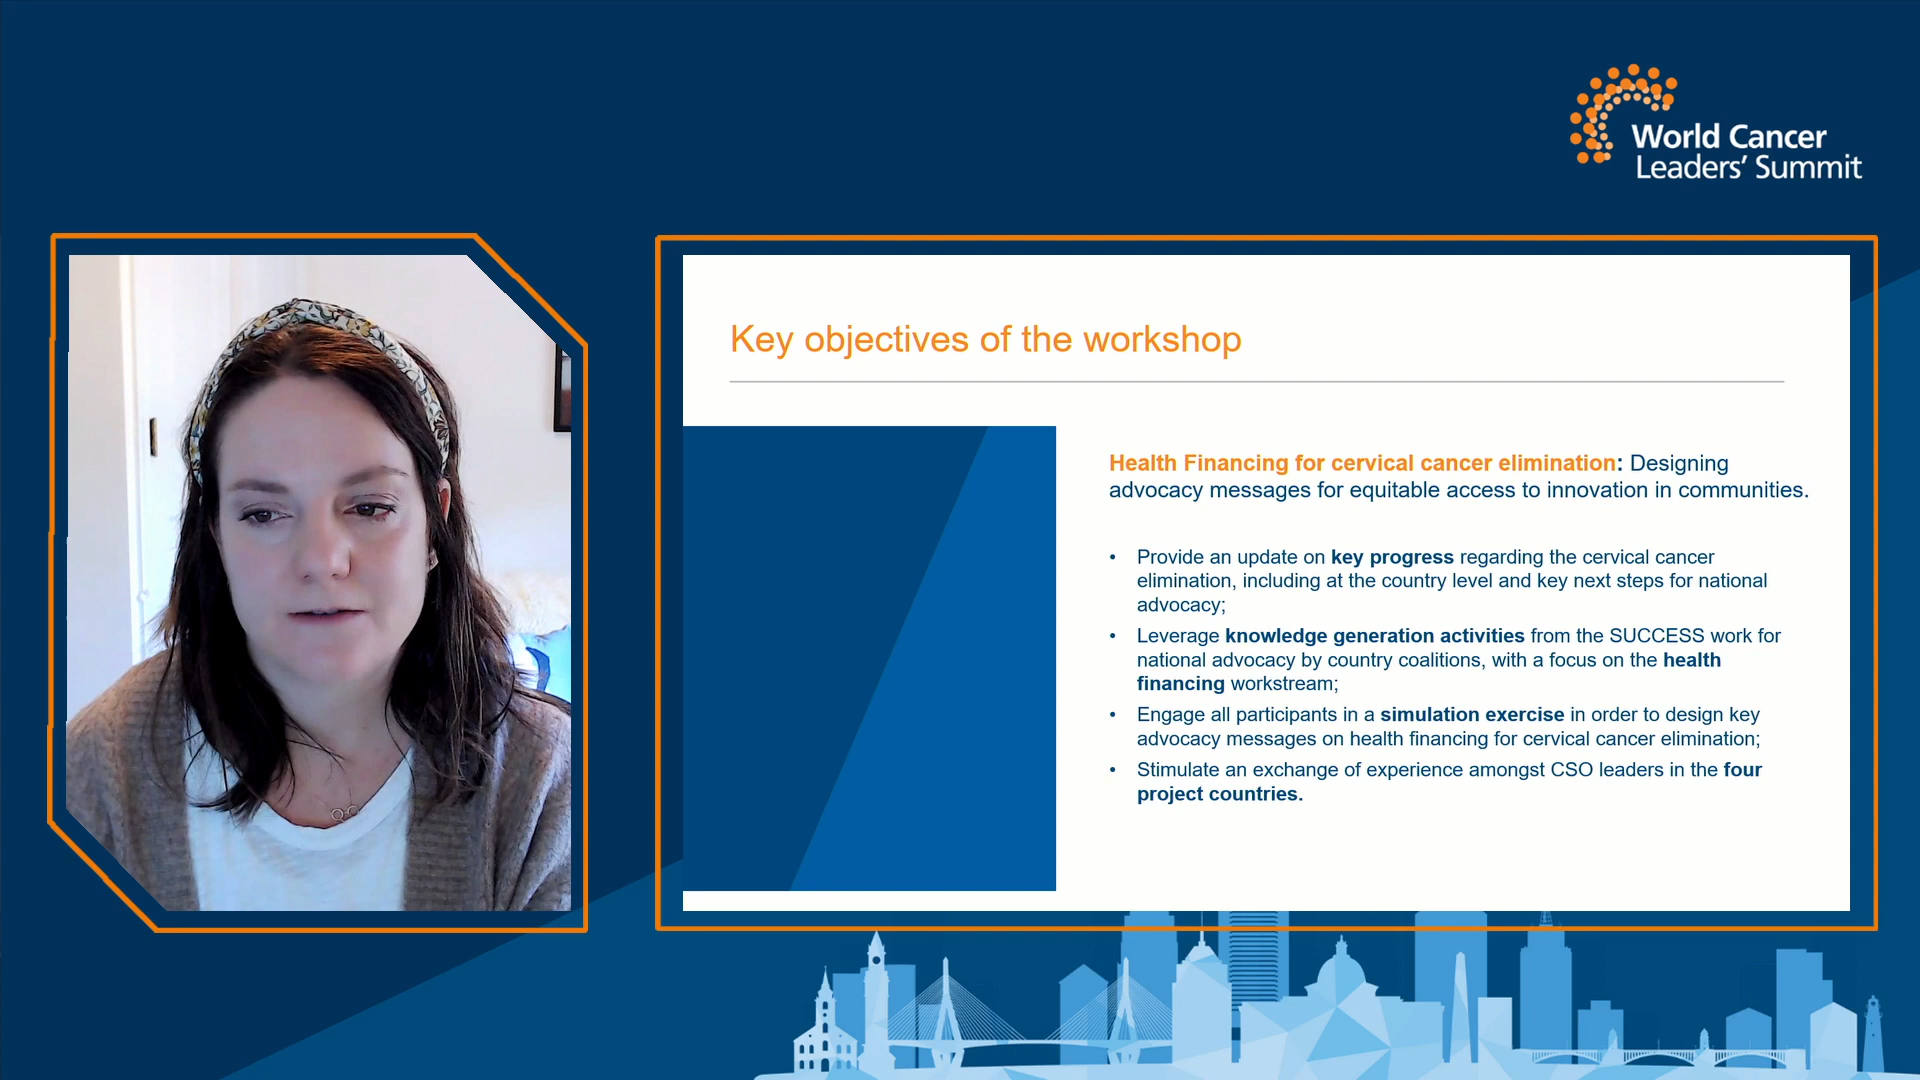 World Cancer
Leaders' Summit
Key objectives of the workshop
Health Financing for cervical cancer elimination: Designing
advocacy messages for equitable access to innovation in communities.
• Provide an update on key progress regarding the cervical cancer
elimination, including at the country level and key next steps for national
advocacy;
• Leverage knowledge generation activities from the SUCCESS work for
national advocacy by country coalitions, with a focus on the health
financing workstream;
• Engage all participants in a simulation exercise in order to design key
advocacy messages on health financing for cervical cancer elimination;
• Stimulate an exchange of experience amongst CSO leaders in the four
project countries.